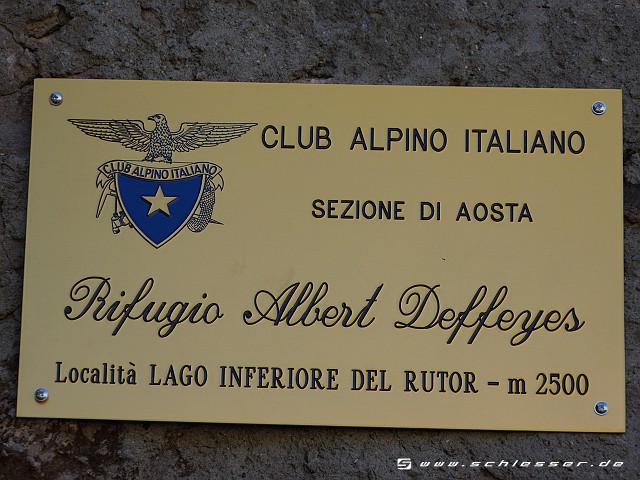 CLUB ALPINO ITALIANO
CLUB ALPINO ITALIANO
SEZIONE DI AOSTA
Rifugio Albert Deffeyes
Località LAGO INFERIORE DEL RUTOR - m 2500
www.schlesser.de